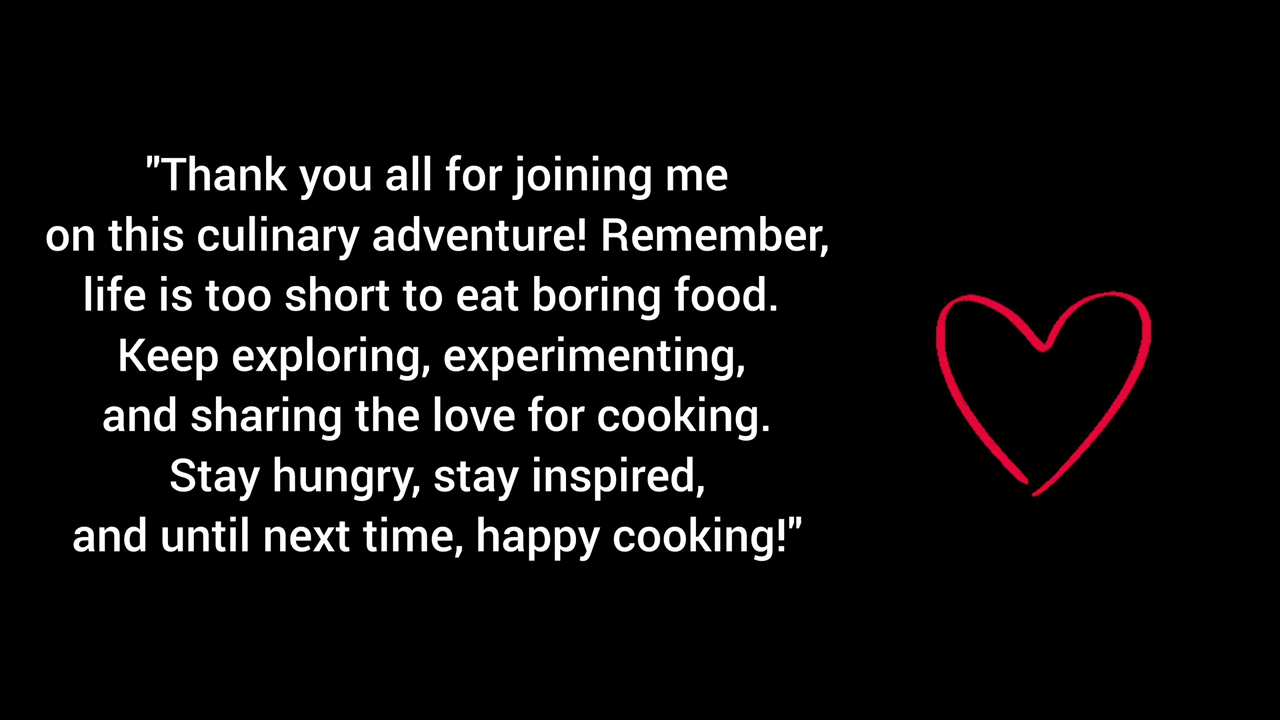 "Thank you all for joining me
on this culinary adventure! Remember,
life is too short to eat boring food.
Keep exploring, experimenting,
and sharing the love for cooking.
Stay hungry, stay inspired,
and until next time, happy cooking!"